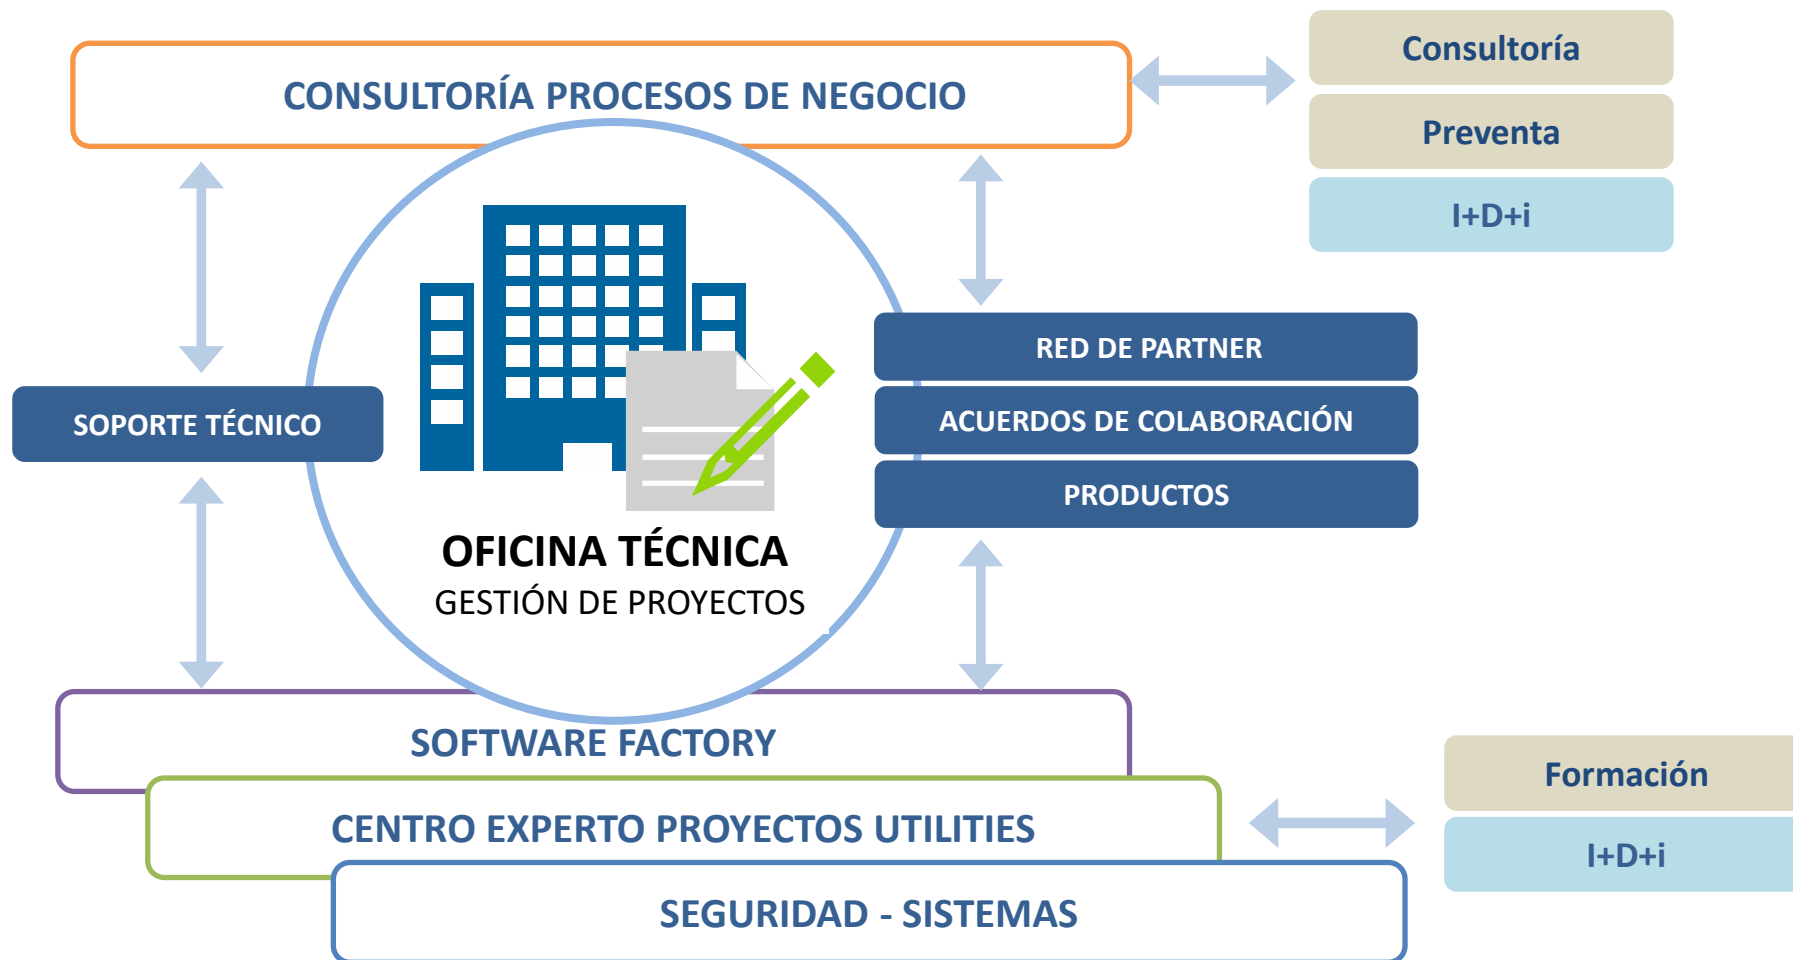 CONSULTORÍA PROCESOS DE NEGOCIO
Consultoría
Preventa
I+D+i
RED DE PARTNER
SOPORTE TÉCNICO
ACUERDOS DE COLABORACIÓN
PRODUCTOS
OFICINA TÉCNICA
GESTIÓN DE PROYECTOS
SOFTWARE FACTORY
CENTRO EXPERTO PROYECTOS UTILITIES
SEGURIDAD - SISTEMAS
Formación
I+D+i